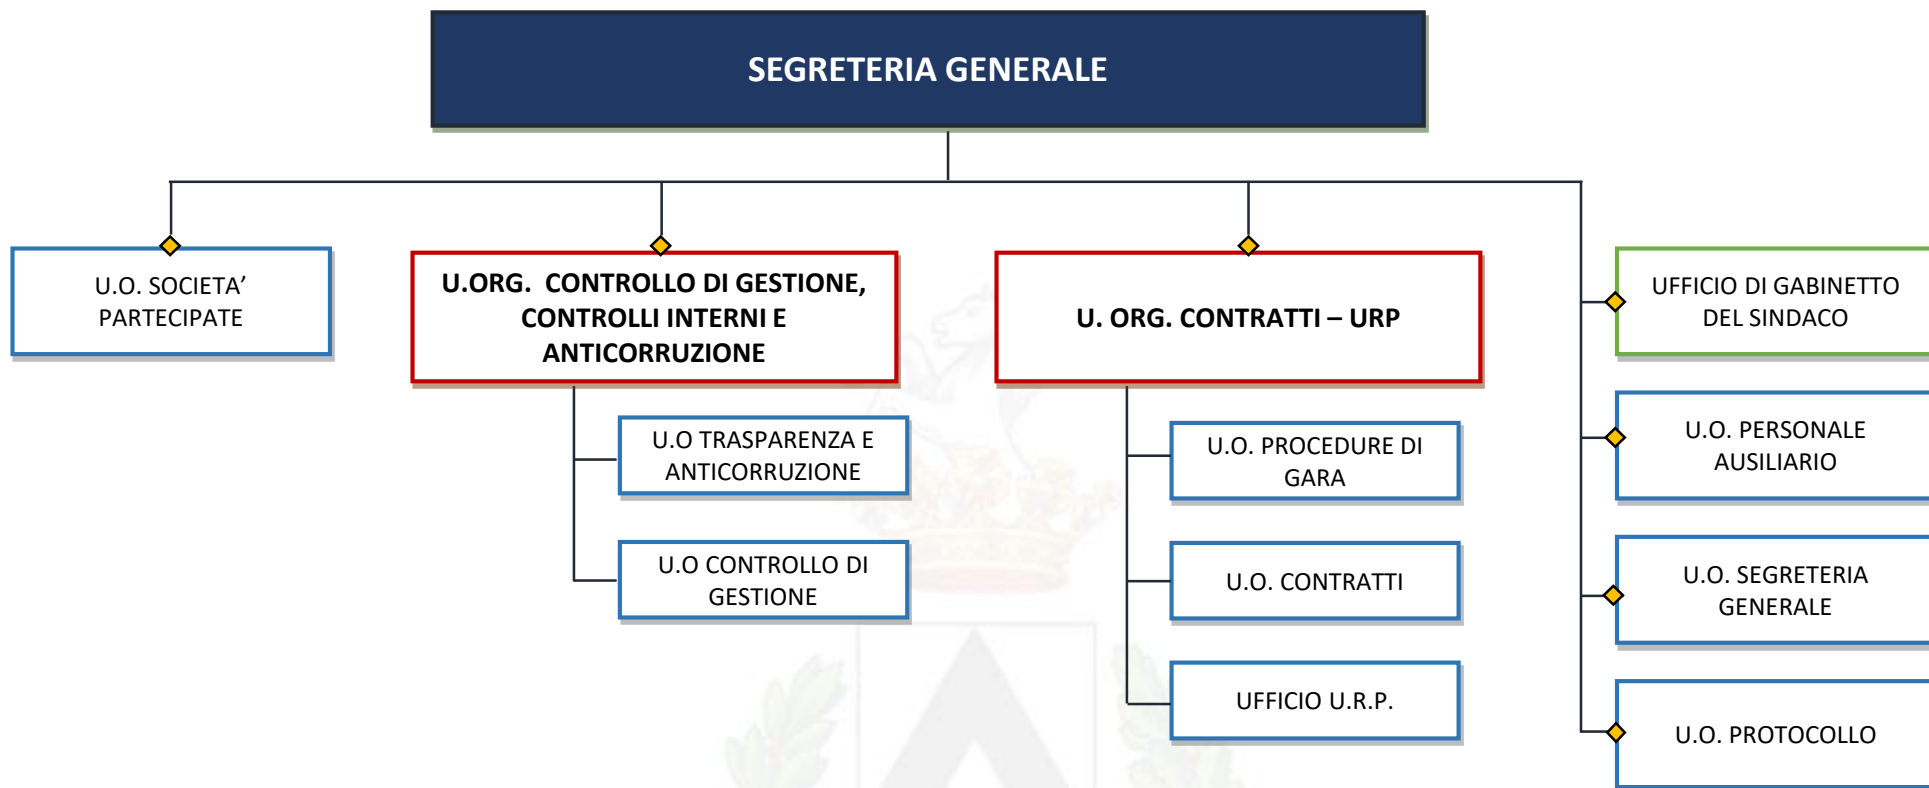 SEGRETERIA GENERALE
U.O. SOCIETA’
PARTECIPATE
U.ORG. CONTROLLO DI GESTIONE,
CONTROLLI INTERNI E
ANTICORRUZIONE
U.O TRASPARENZA E
ANTICORRUZIONE
U.O CONTROLLO DI
GESTIONE
U. ORG. CONTRATTI – URP
U.O. PROCEDURE DI
GARA
U.O. CONTRATTI
UFFICIO U.R.P.
UFFICIO DI GABINETTO
DEL SINDACO
U.O. PERSONALE
AUSILIARIO
U.O. SEGRETERIA
GENERALE
U.O. PROTOCOLLO